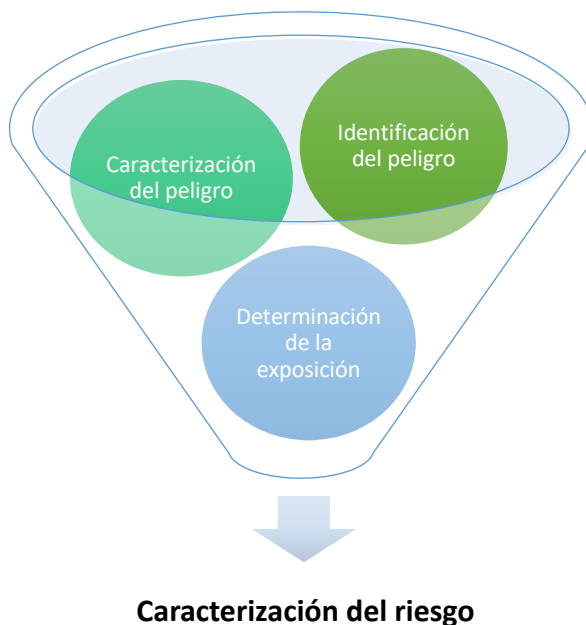 Identificación
del peligro
Caracterización
del peligro
Determinación
de la
exposición
Caracterización del riesgo